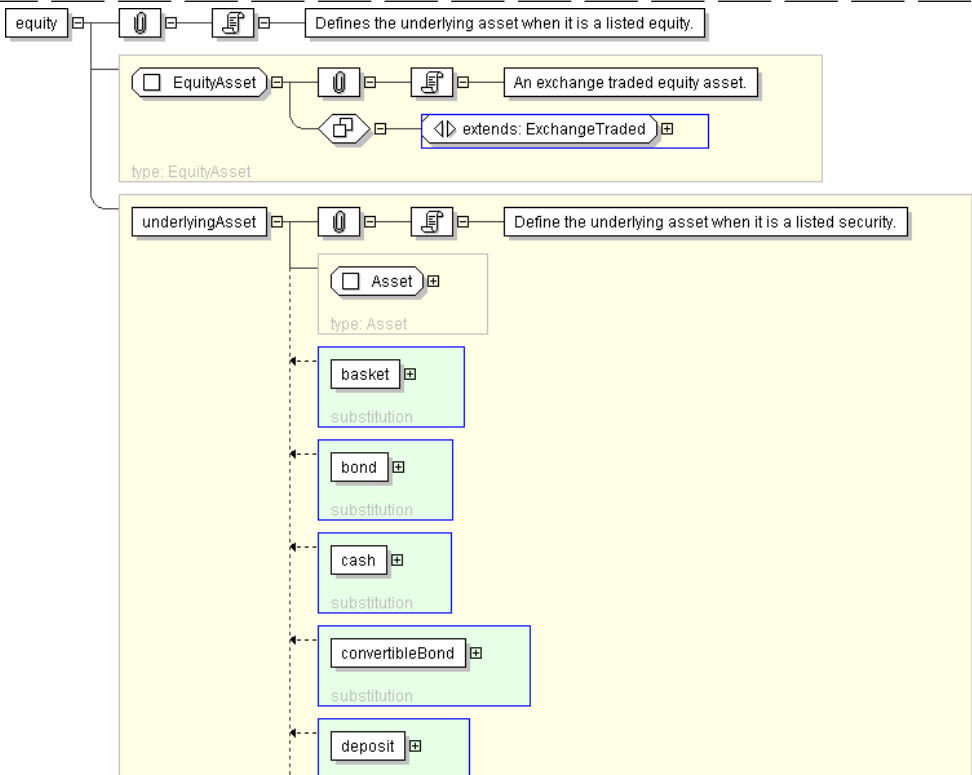 equity
Defines the underlying asset when it is a listed equity.
EquityAsset
An exchange traded equity asset.
extends: ExchangeTraded
type: EquityAsset
underlyingAsset
Define the underlying asset when it is a listed security.
Asset
type: Asset
basket
substitution
bond
substitution
cash
substitution
convertibleBond
substitution
deposit